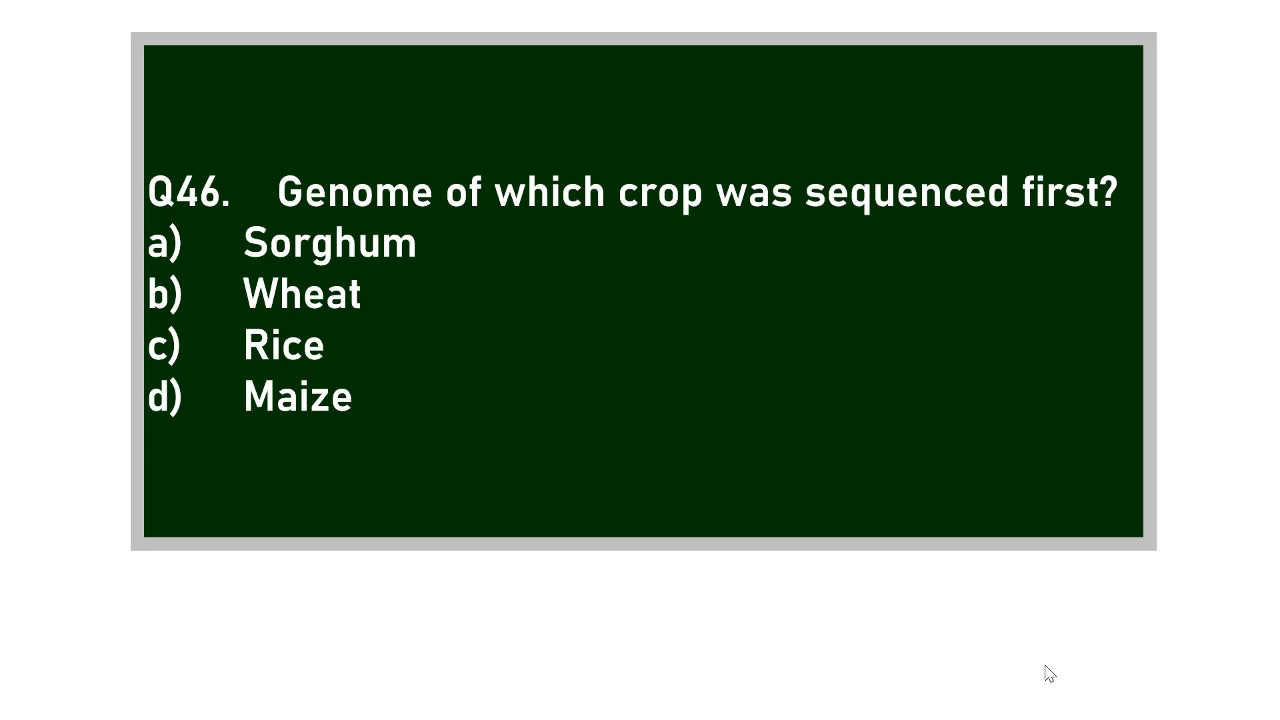 Q46. Genome of which crop was sequenced first?
a) Sorghum
b) Wheat
c) Rice
d) Maize